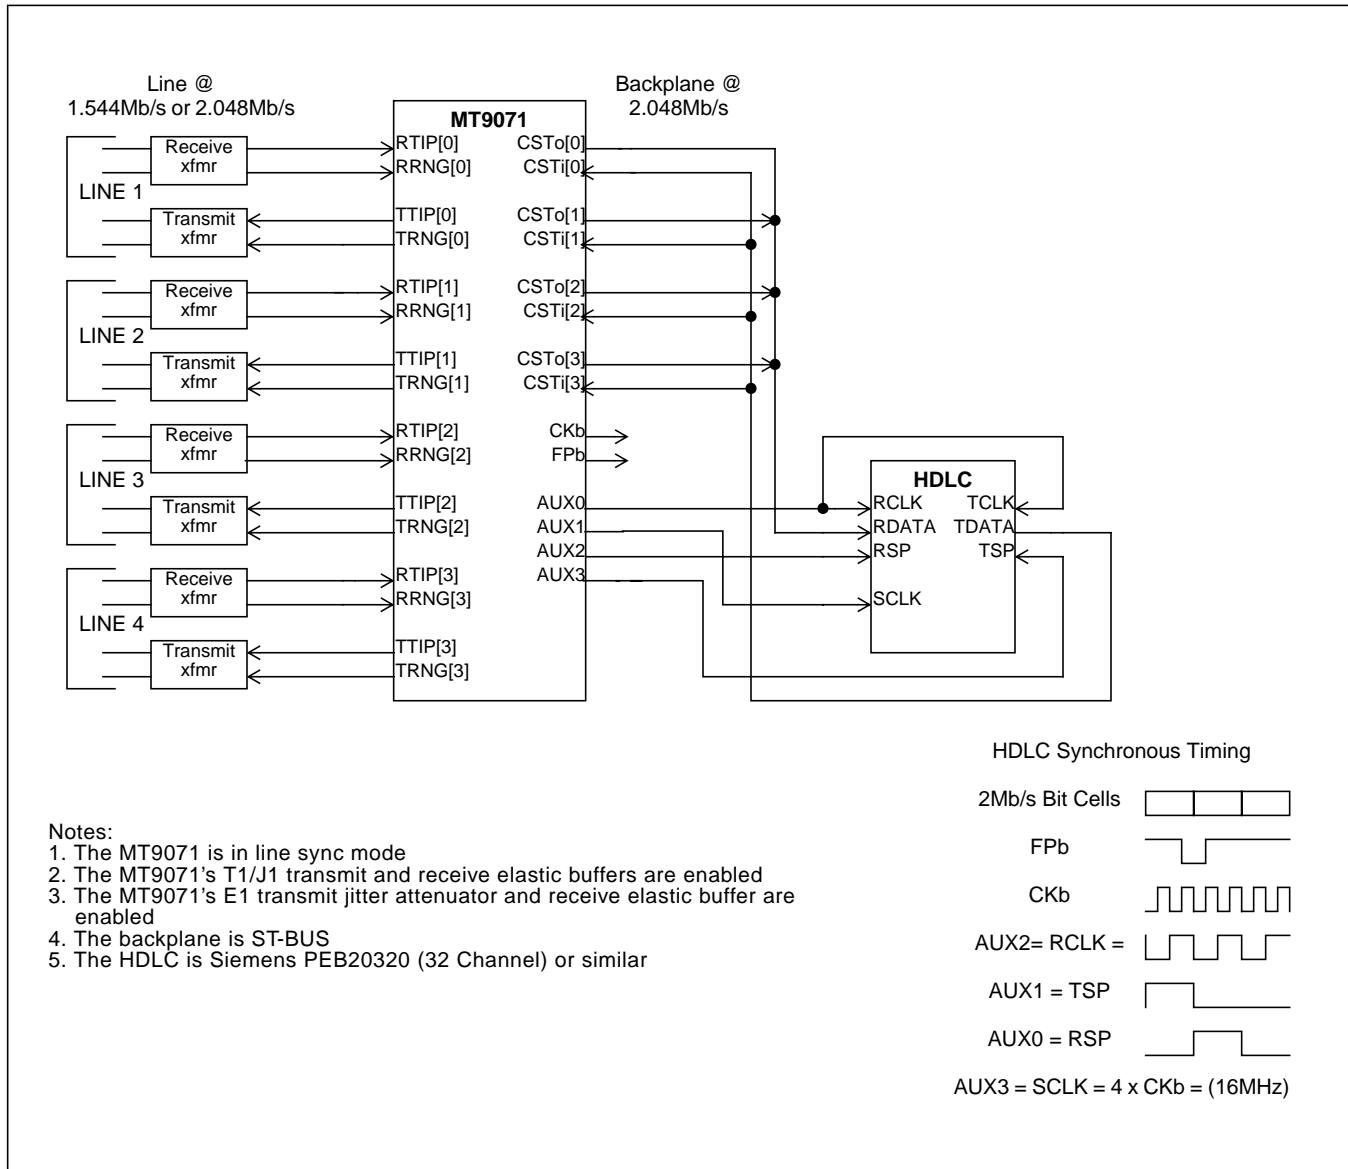 Line @
1.544Mb/s or 2.048Mb/s
Backplane @
2.048Mb/s
MT9071
LINE 1
Receive
xfmr
RTIP[0]
RRNG[0]
CSTo[0]
CSTi[0]
Transmit
xfmr
TTIP[0]
TRNG[0]
CSTo[1]
CSTi[1]
LINE 2
Receive
xfmr
RTIP[1]
RRNG[1]
CSTo[2]
CSTi[2]
Transmit
xfmr
TTIP[1]
TRNG[1]
CSTo[3]
CSTi[3]
LINE 3
Receive
xfmr
RTIP[2]
RRNG[2]
CKb
FPb
Transmit
xfmr
TTIP[2]
TRNG[2]
AUX0
AUX1
AUX2
AUX3
LINE 4
Receive
xfmr
RTIP[3]
RRNG[3]
Transmit
xfmr
TTIP[3]
TRNG[3]
HDLC
RCLK TCLK
RDATA TDATA
RSP TSP
SCLK
HDLC Synchronous Timing
2Mb/s Bit Cells
FPb
CKb
AUX2= RCLK =
AUX1 = TSP
AUX0 = RSP
AUX3 = SCLK = 4 x CKb = (16MHz)
Notes:
1. The MT9071 is in line sync mode
2. The MT9071's T1/J1 transmit and receive elastic buffers are enabled
3. The MT9071's E1 transmit jitter attenuator and receive elastic buffer are
enabled
4. The backplane is ST-BUS
5. The HDLC is Siemens PEB20320 (32 Channel) or similar